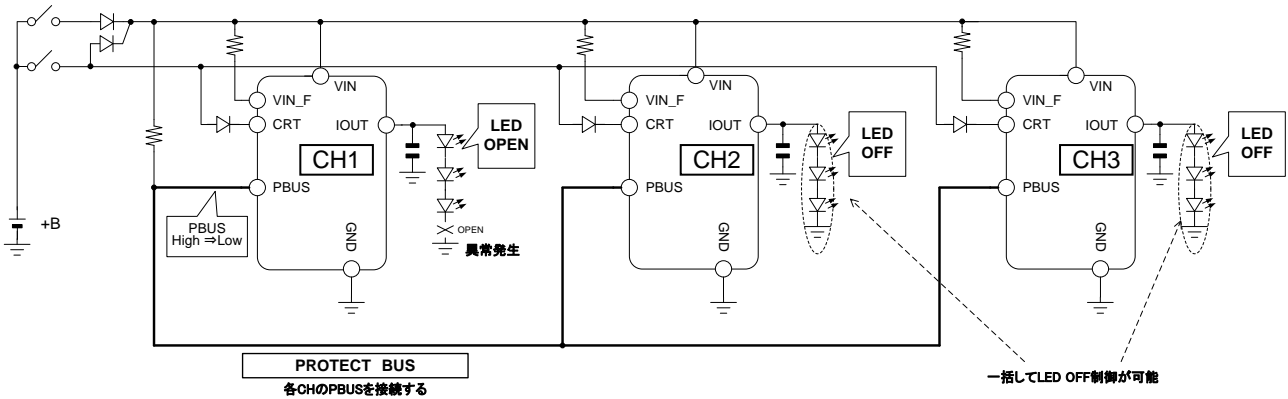 VIN
VIN_F
CRT
IOUT
CH1
PBUS
GND
LED
OPEN
OPEN
異常発生
PBUS
High ⇒Low
+B
VIN
VIN_F
CRT
IOUT
CH2
PBUS
GND
LED
OFF
VIN
VIN_F
CRT
IOUT
CH3
PBUS
GND
LED
OFF
PROTECT BUS
各CHのPBUSを接続する
一括してLED OFF制御が可能